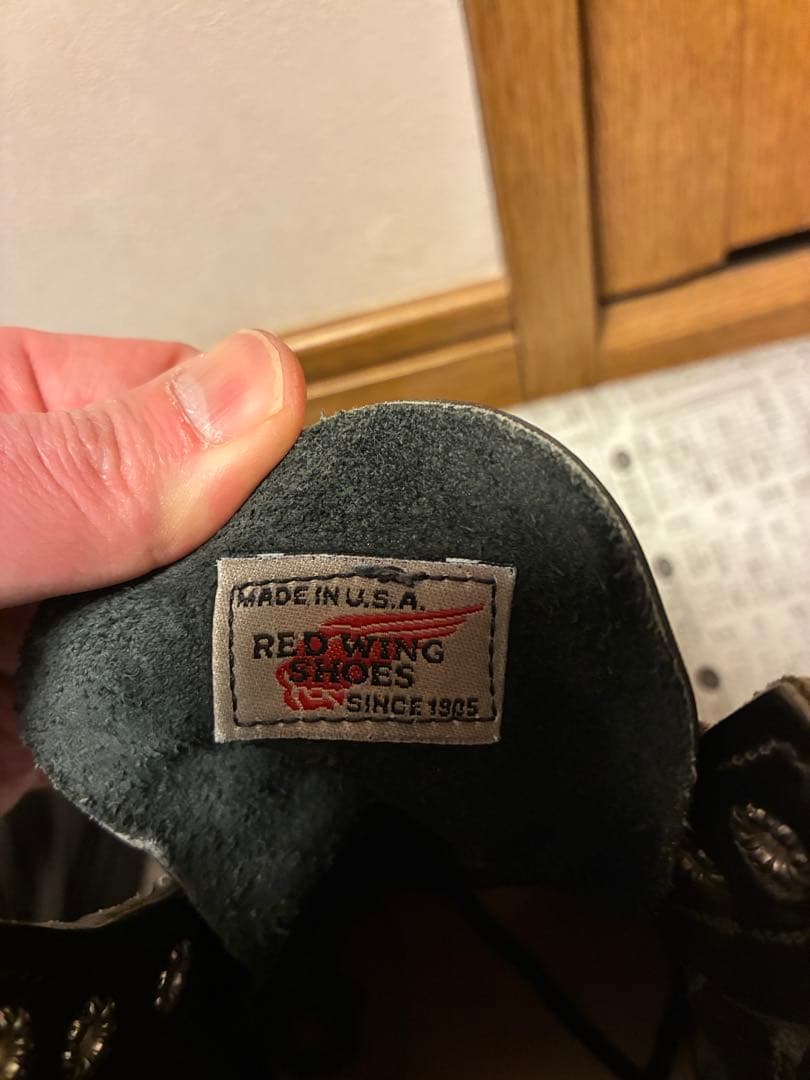 MADE IN U.S.A.
RED WING
SHOES
SINCE 1905